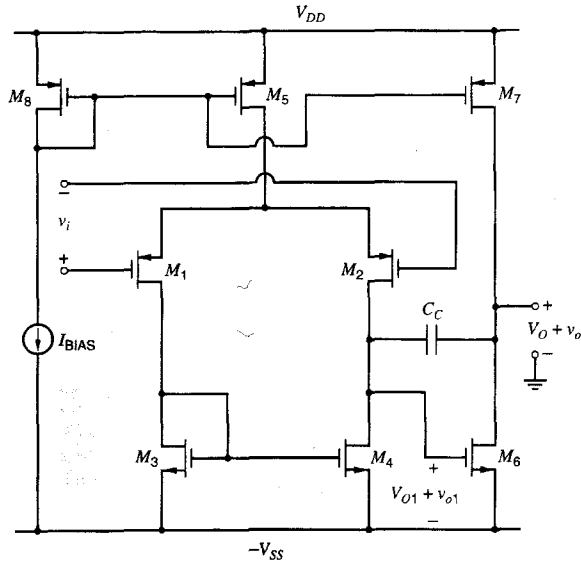 V_DD
M_8
M_5
M_7
−
v_i
+
M_1
M_2
C_C
+
V_O + v_o
−
I_BIAS
M_3
M_4
+
M_6
V_O1 + v_o1
−
−V_SS